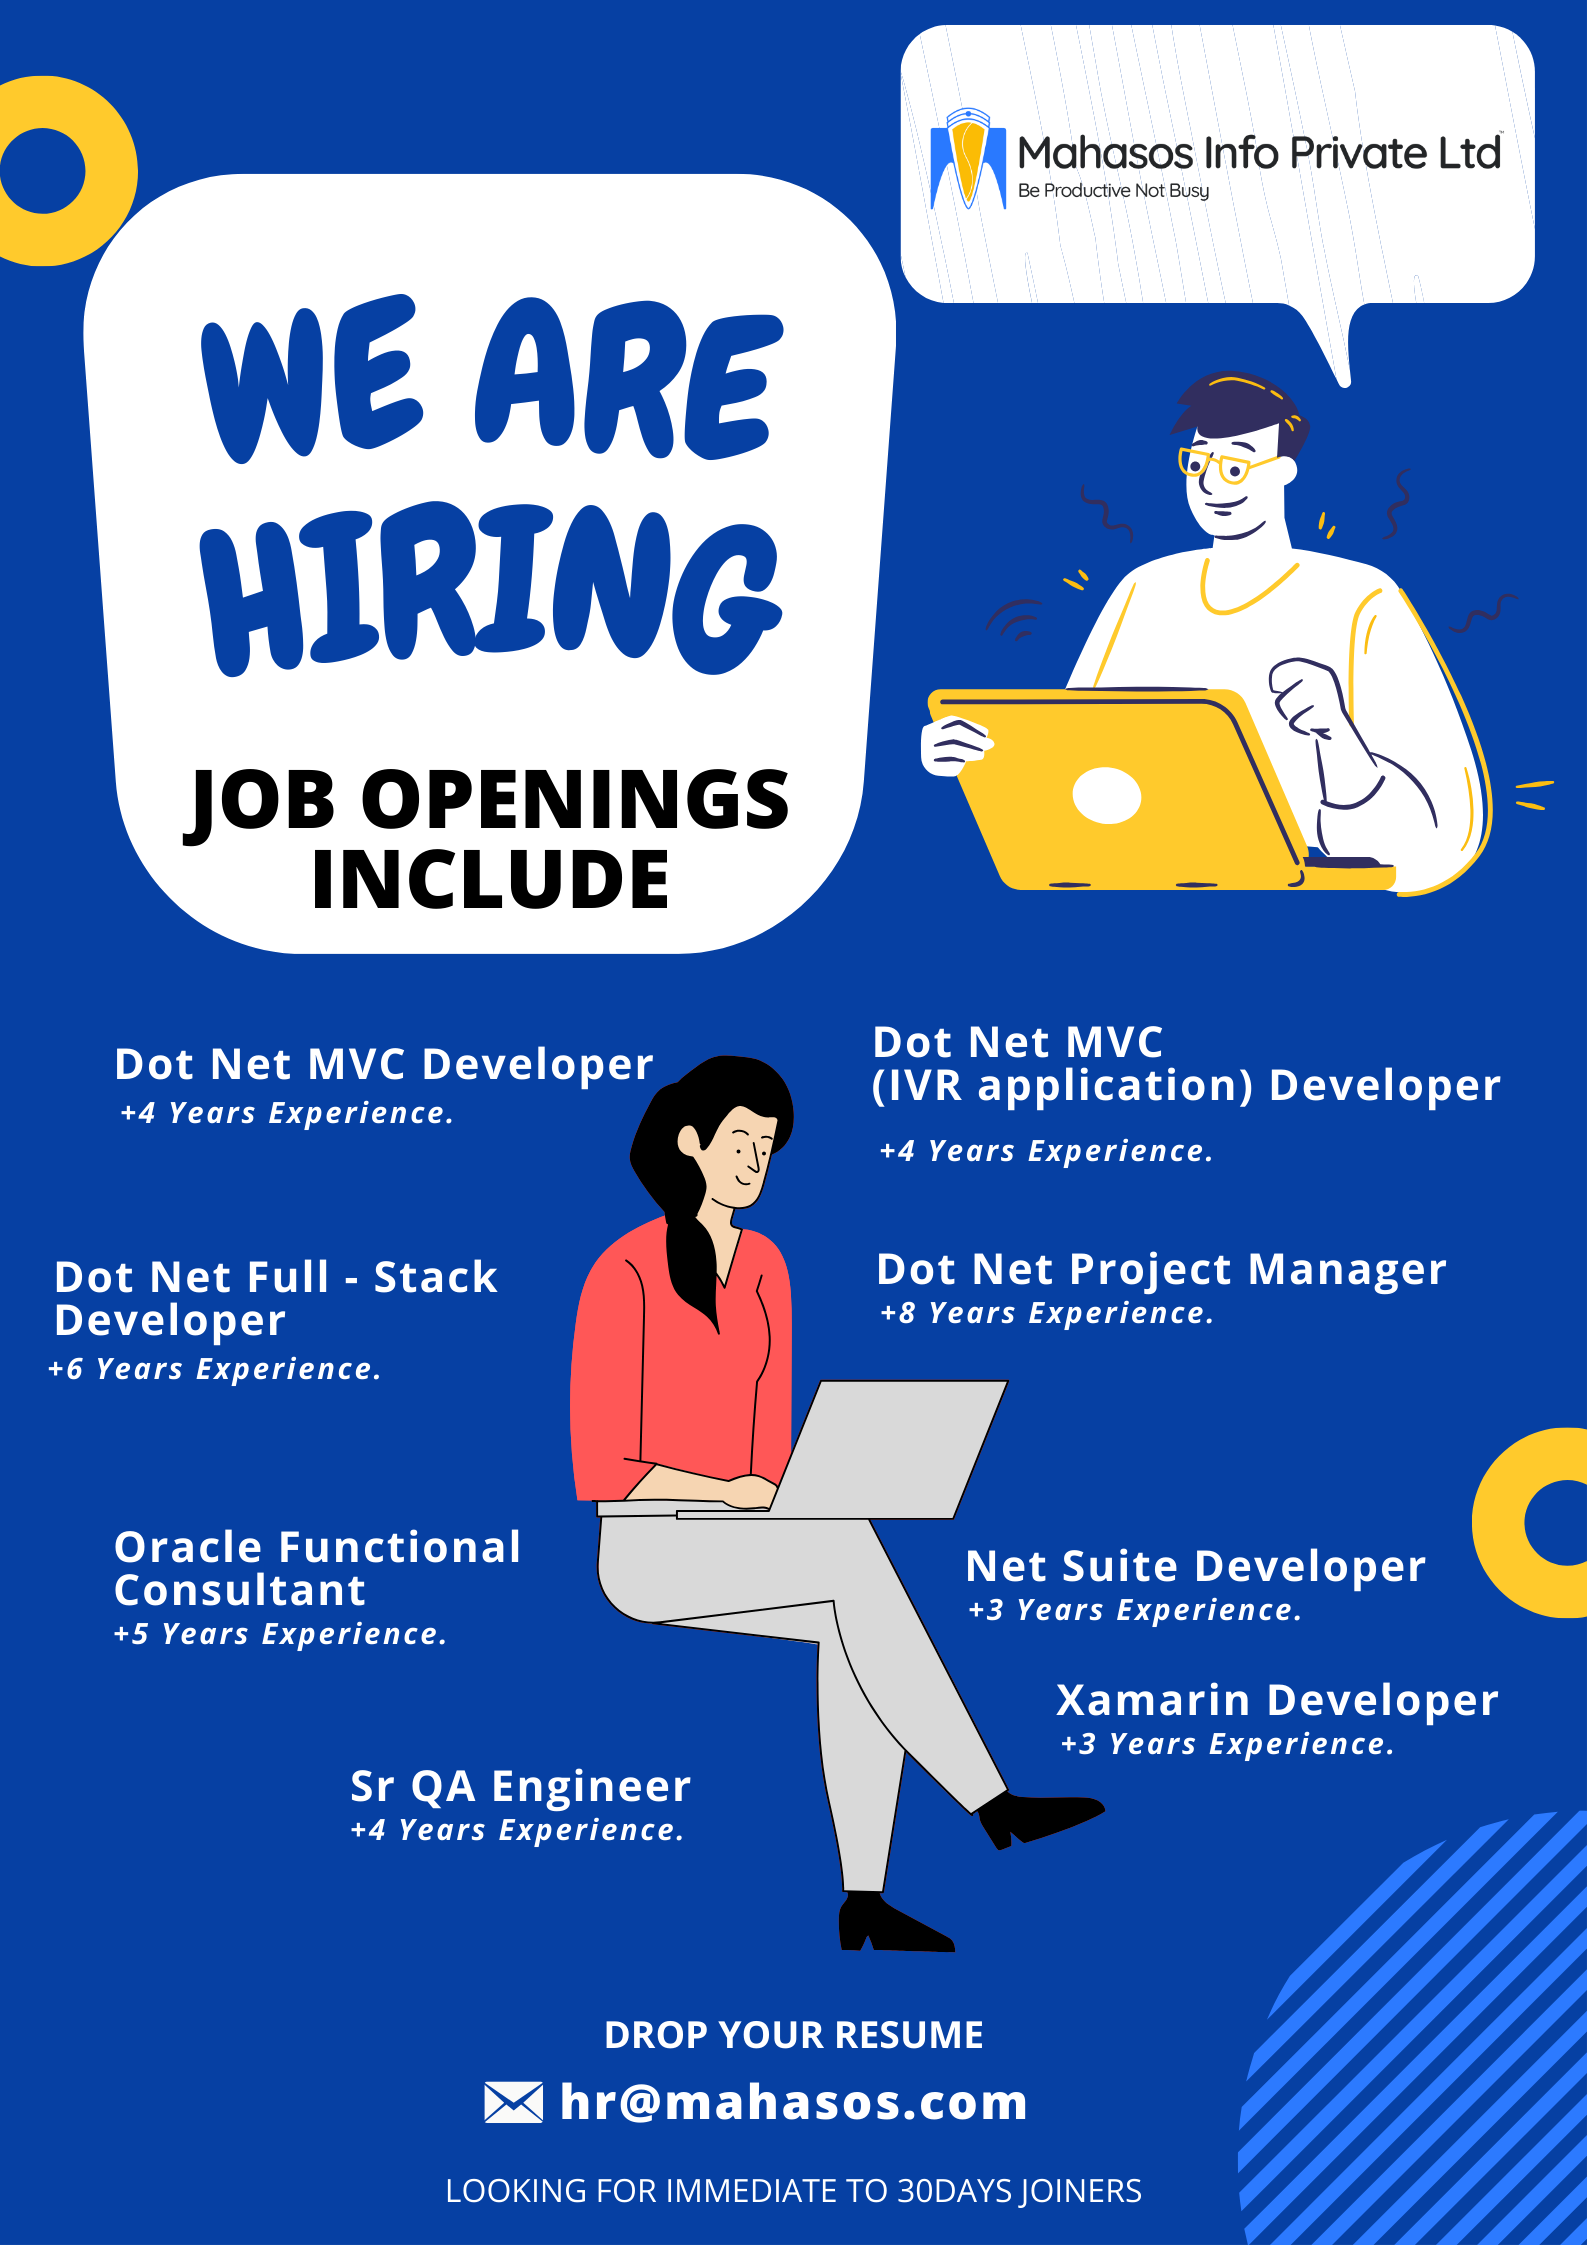 Mahasos Info Private Ltd™
Be Productive Not Busy
WE ARE
HIRING
JOB OPENINGS
INCLUDE
Dot Net MVC Developer
+4 Years Experience.
Dot Net MVC
(IVR application) Developer
+4 Years Experience.
Dot Net Full - Stack
Developer
+6 Years Experience.
Dot Net Project Manager
+8 Years Experience.
Oracle Functional
Consultant
+5 Years Experience.
Net Suite Developer
+3 Years Experience.
Xamarin Developer
+3 Years Experience.
Sr QA Engineer
+4 Years Experience.
DROP YOUR RESUME
hr@mahasos.com
LOOKING FOR IMMEDIATE TO 30DAYS JOINERS